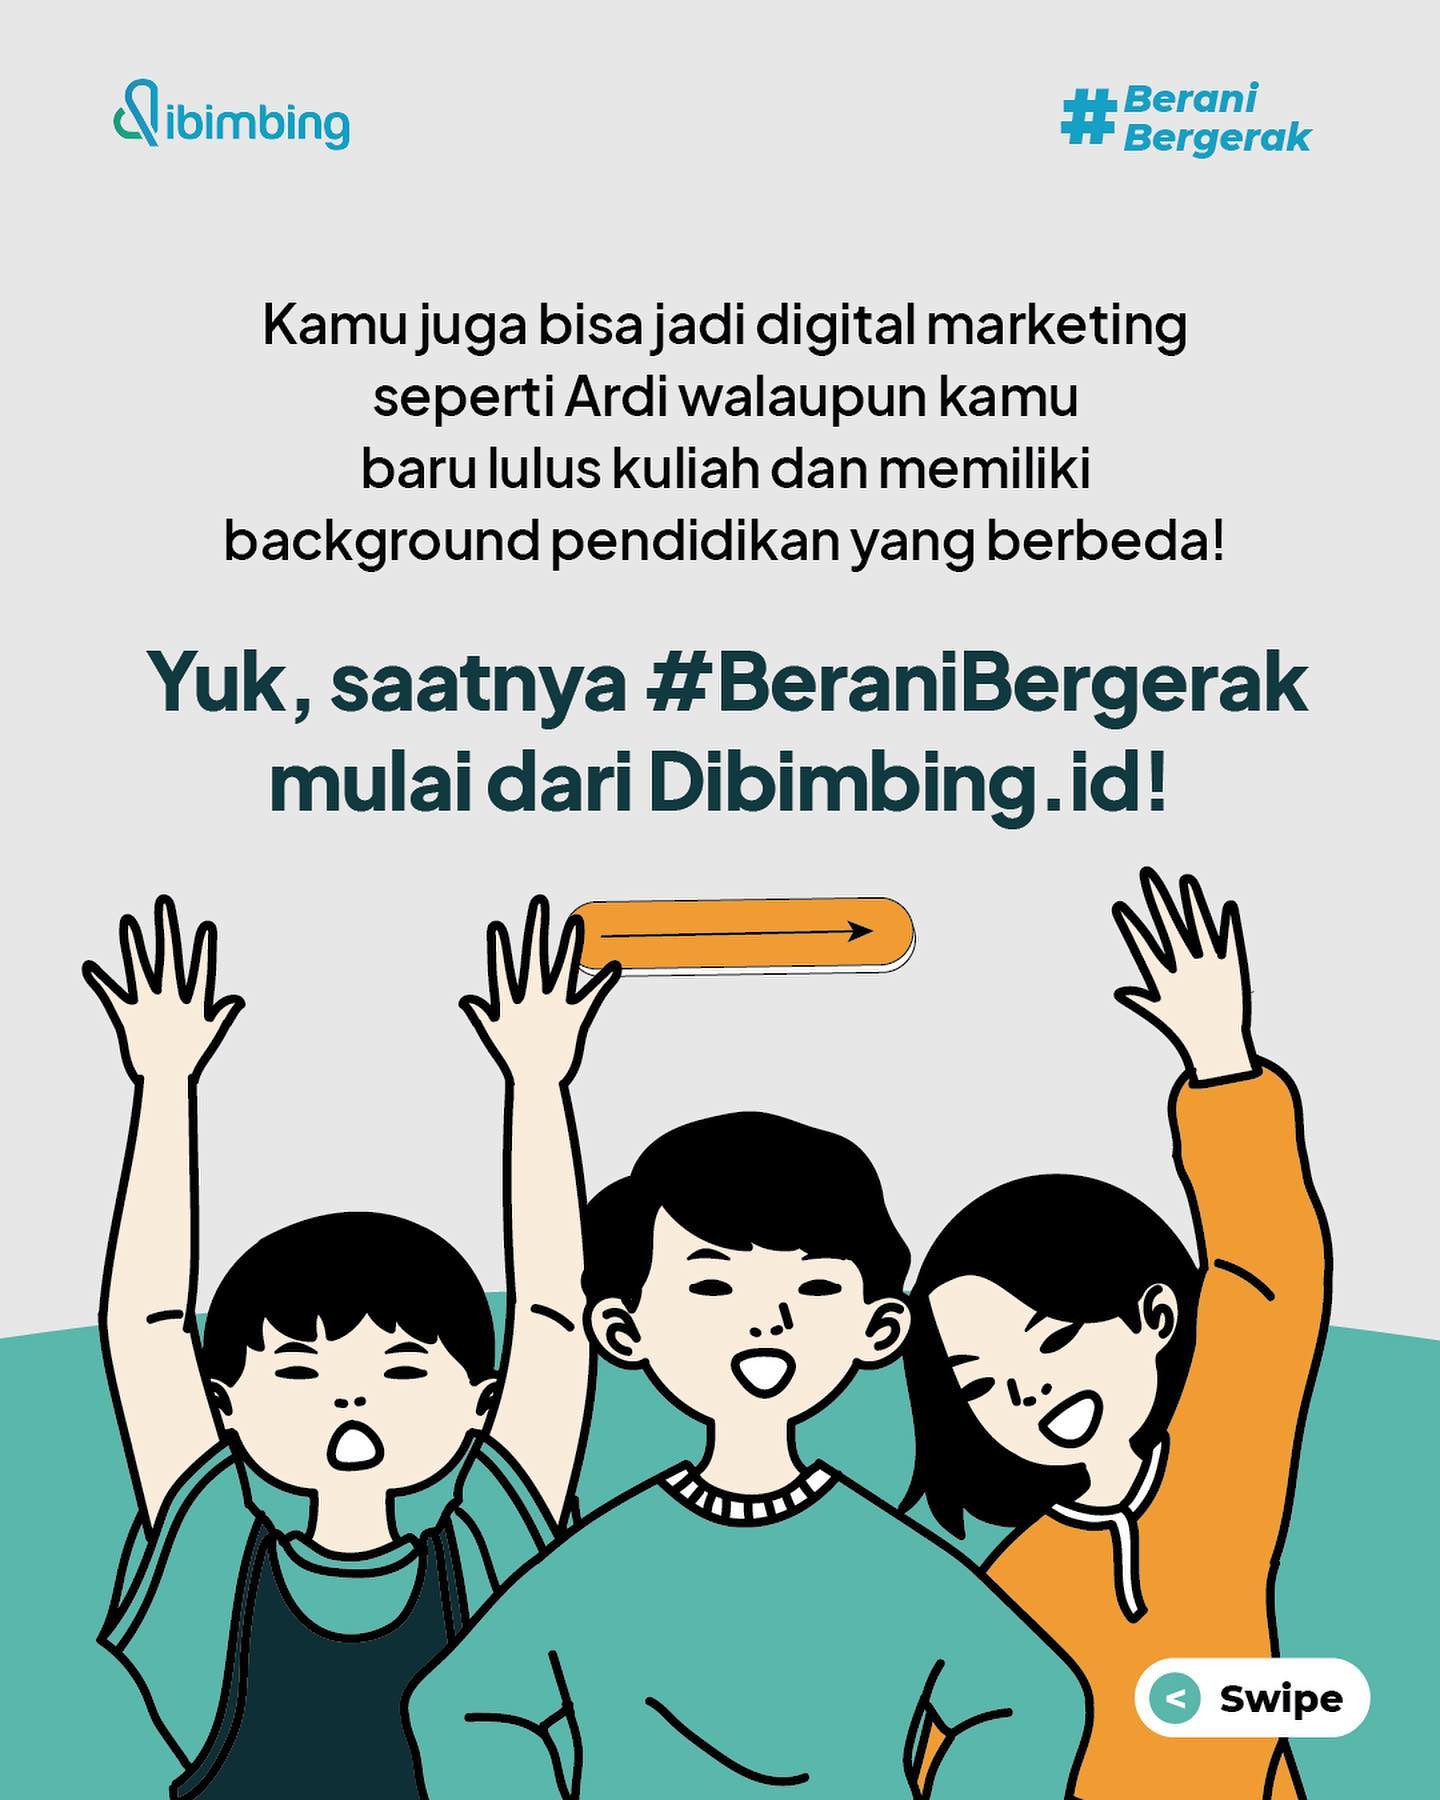 Dibimbing
#Berani
Bergerak
Kamu juga bisa jadi digital marketing
seperti Ardi walaupun kamu
baru lulus kuliah dan memiliki
background pendidikan yang berbeda!
Yuk, saatnya #BeraniBergerak
mulai dari Dibimbing.id!
< Swipe